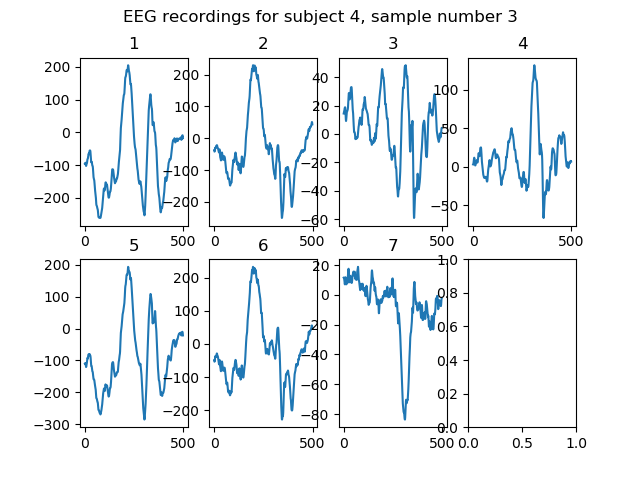 EEG recordings for subject 4, sample number 3
1 2 3 4
200 100 0 −100 −200
200 100 0 −100 −200
40 20 0 −20 −40 −60
100 50 0 −50
0 500 0 500 0 500 0 500
5 6 7
200 100 0 −100 −200 −300
200 100 0 −100 −200
20 0 −20 −40 −60 −80
1.0 0.8 0.6 0.4 0.2 0.0
0 500 0 500 0 500 0.0 0.5 1.0